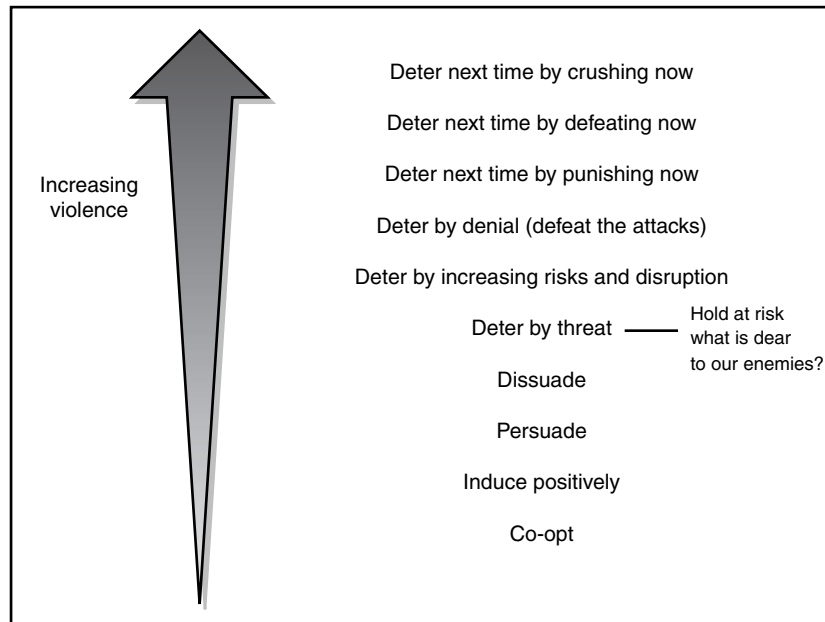 Deter next time by crushing now
Deter next time by defeating now
Increasing
violence
Deter next time by punishing now
Deter by denial (defeat the attacks)
Deter by increasing risks and disruption
Deter by threat
Hold at risk
what is dear
to our enemies?
Dissuade
Persuade
Induce positively
Co-opt